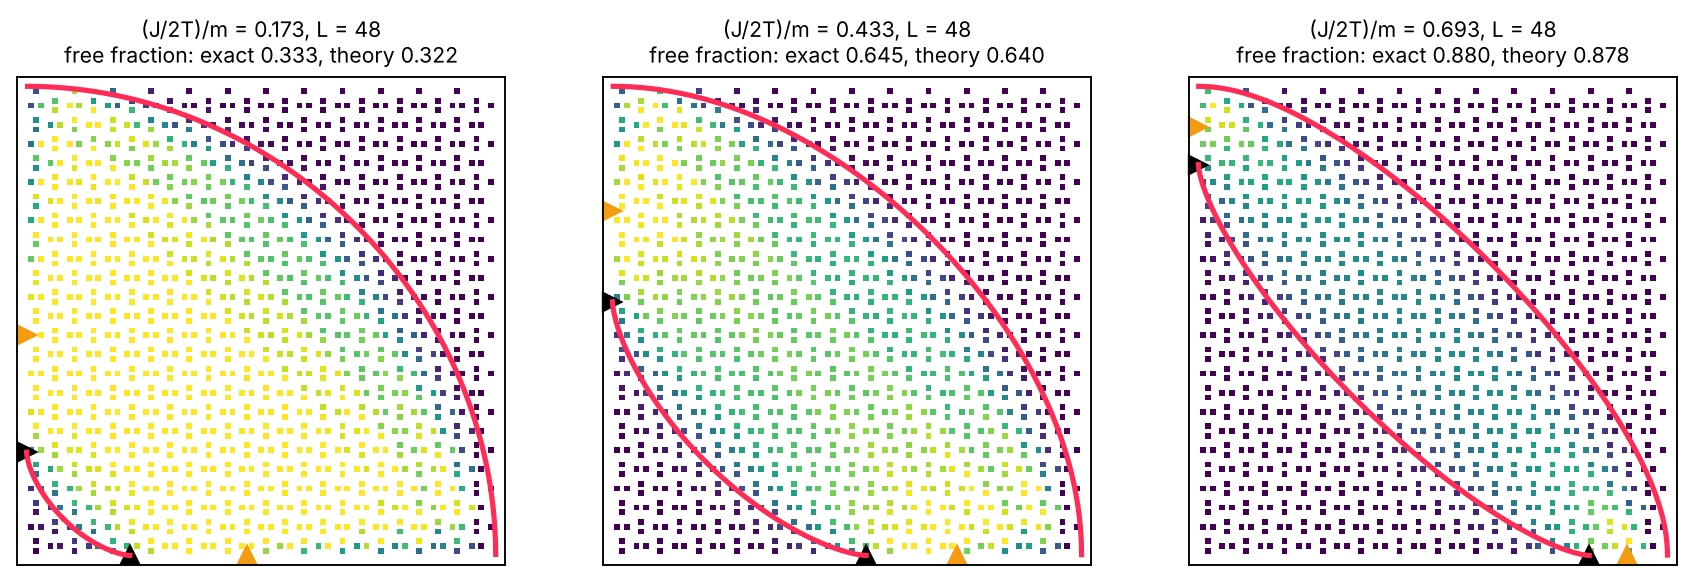 (J/2T)/m = 0.173, L = 48
free fraction: exact 0.333, theory 0.322
(J/2T)/m = 0.433, L = 48
free fraction: exact 0.645, theory 0.640
(J/2T)/m = 0.693, L = 48
free fraction: exact 0.880, theory 0.878